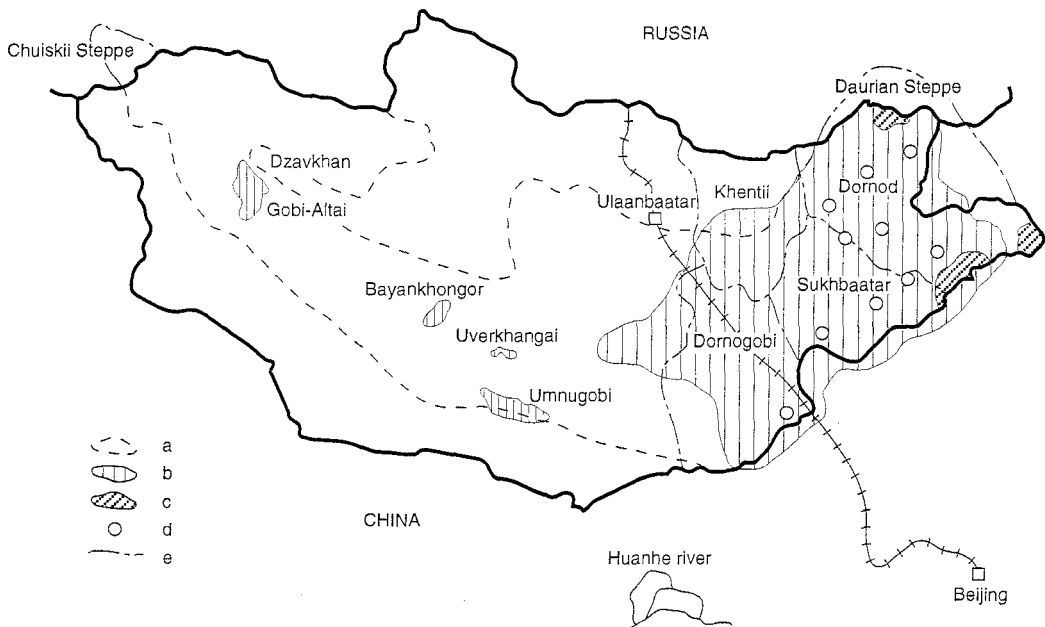 RUSSIA
Chuiskii Steppe
Daurian Steppe
Dzavkhan
Khentii
Dornod
Ulaanbaatar
Gobi-Altai
Bayankhongor
Sukhbaatar
Uverkhangai
Dornogobi
Umnugobi
a
b
c
d
e
CHINA
Huanhe river
Beijing